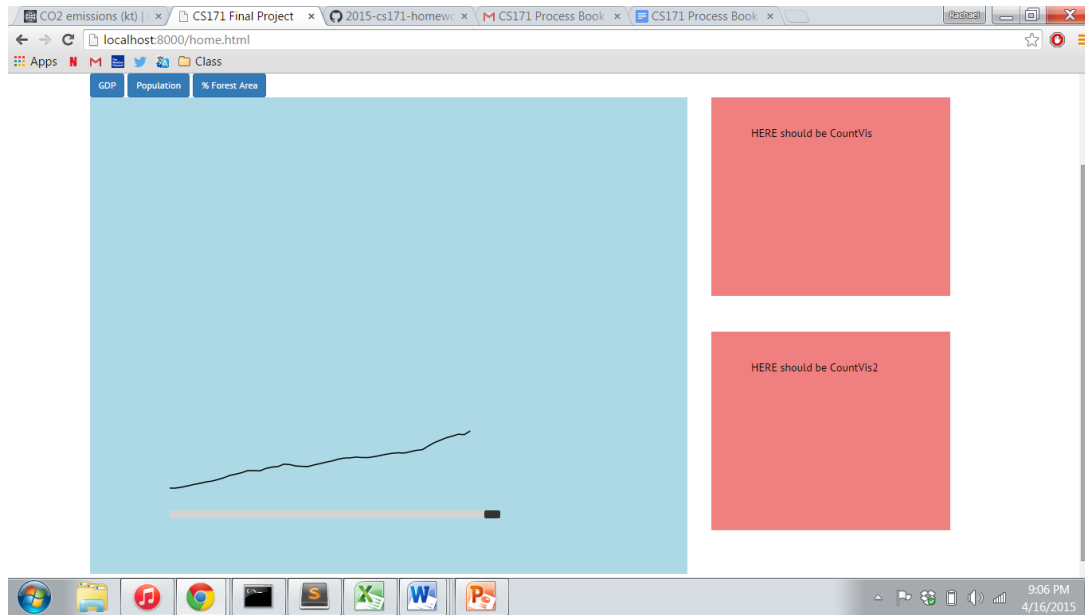 CO2 emissions (kt) |
CS171 Final Project
2015-cs171-homewo
CS171 Process Book
CS171 Process Book
Rachael
localhost:8000/home.html
Apps
Class
GDP
Population
% Forest Area
HERE should be CountVis
HERE should be CountVis2
9:06 PM
4/16/2015